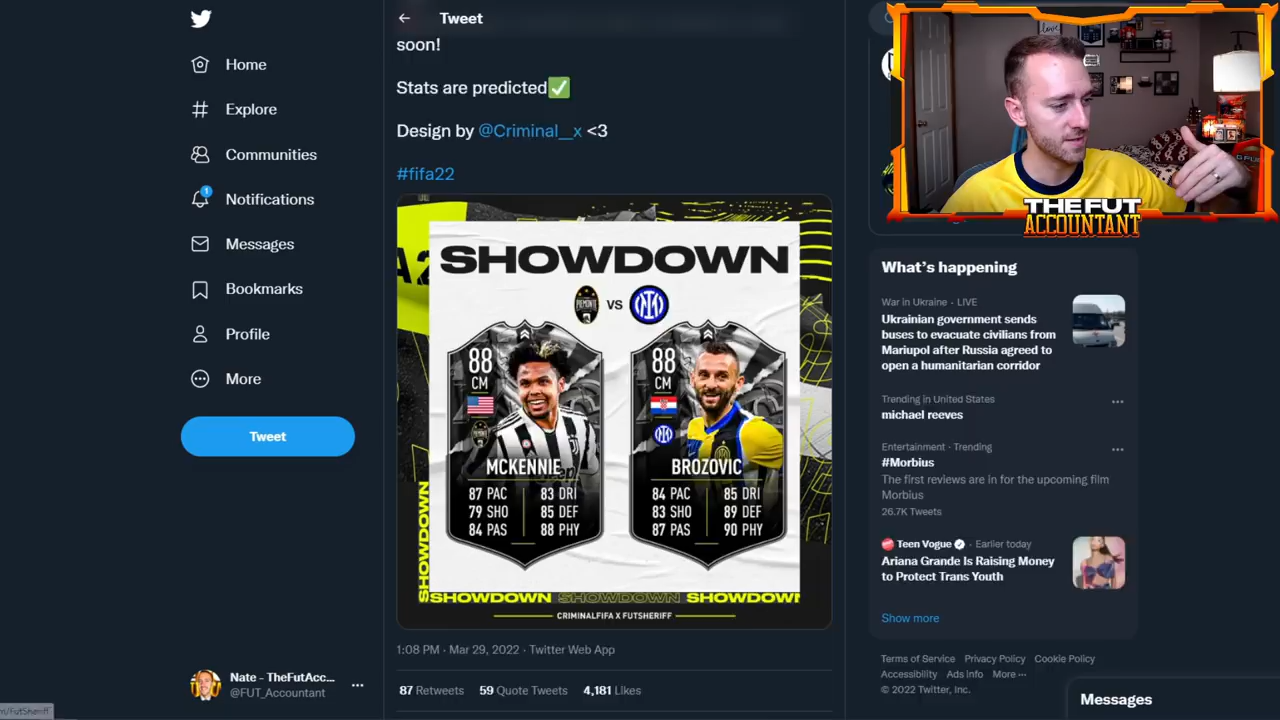 Home
Explore
Communities
1
Notifications
Messages
Bookmarks
Profile
More
Tweet
Nate - TheFutAcc...
@FUT_Accountant
Tweet
soon!
Stats are predicted✅
Design by @Criminal__x <3
#fifa22
SHOWDOWN
PIEMONTE VS
88
CM
MCKENNIE
87 PAC 83 DRI
79 SHO 85 DEF
84 PAS 88 PHY
88
CM
BROZOVIC
84 PAC 85 DRI
83 SHO 89 DEF
87 PAS 90 PHY
SHOWDOWN
SHOWDOWN SHOWDOWN SHOWDOWN
CRIMINALFIFA X FUTSHERIFF
1:08 PM · Mar 29, 2022 · Twitter Web App
87 Retweets 59 Quote Tweets 4,181 Likes
THE FUT
ACCOUNTANT
What's happening
War in Ukraine · LIVE
Ukrainian government sends
buses to evacuate civilians from
Mariupol after Russia agreed to
open a humanitarian corridor
Trending in United States
michael reeves
Entertainment · Trending
#Morbius
The first reviews are in for the upcoming film
Morbius
26.7K Tweets
Teen Vogue · Earlier today
Ariana Grande Is Raising Money
to Protect Trans Youth
Show more
Terms of Service Privacy Policy Cookie Policy
Accessibility Ads info More ···
© 2022 Twitter, Inc.
Messages